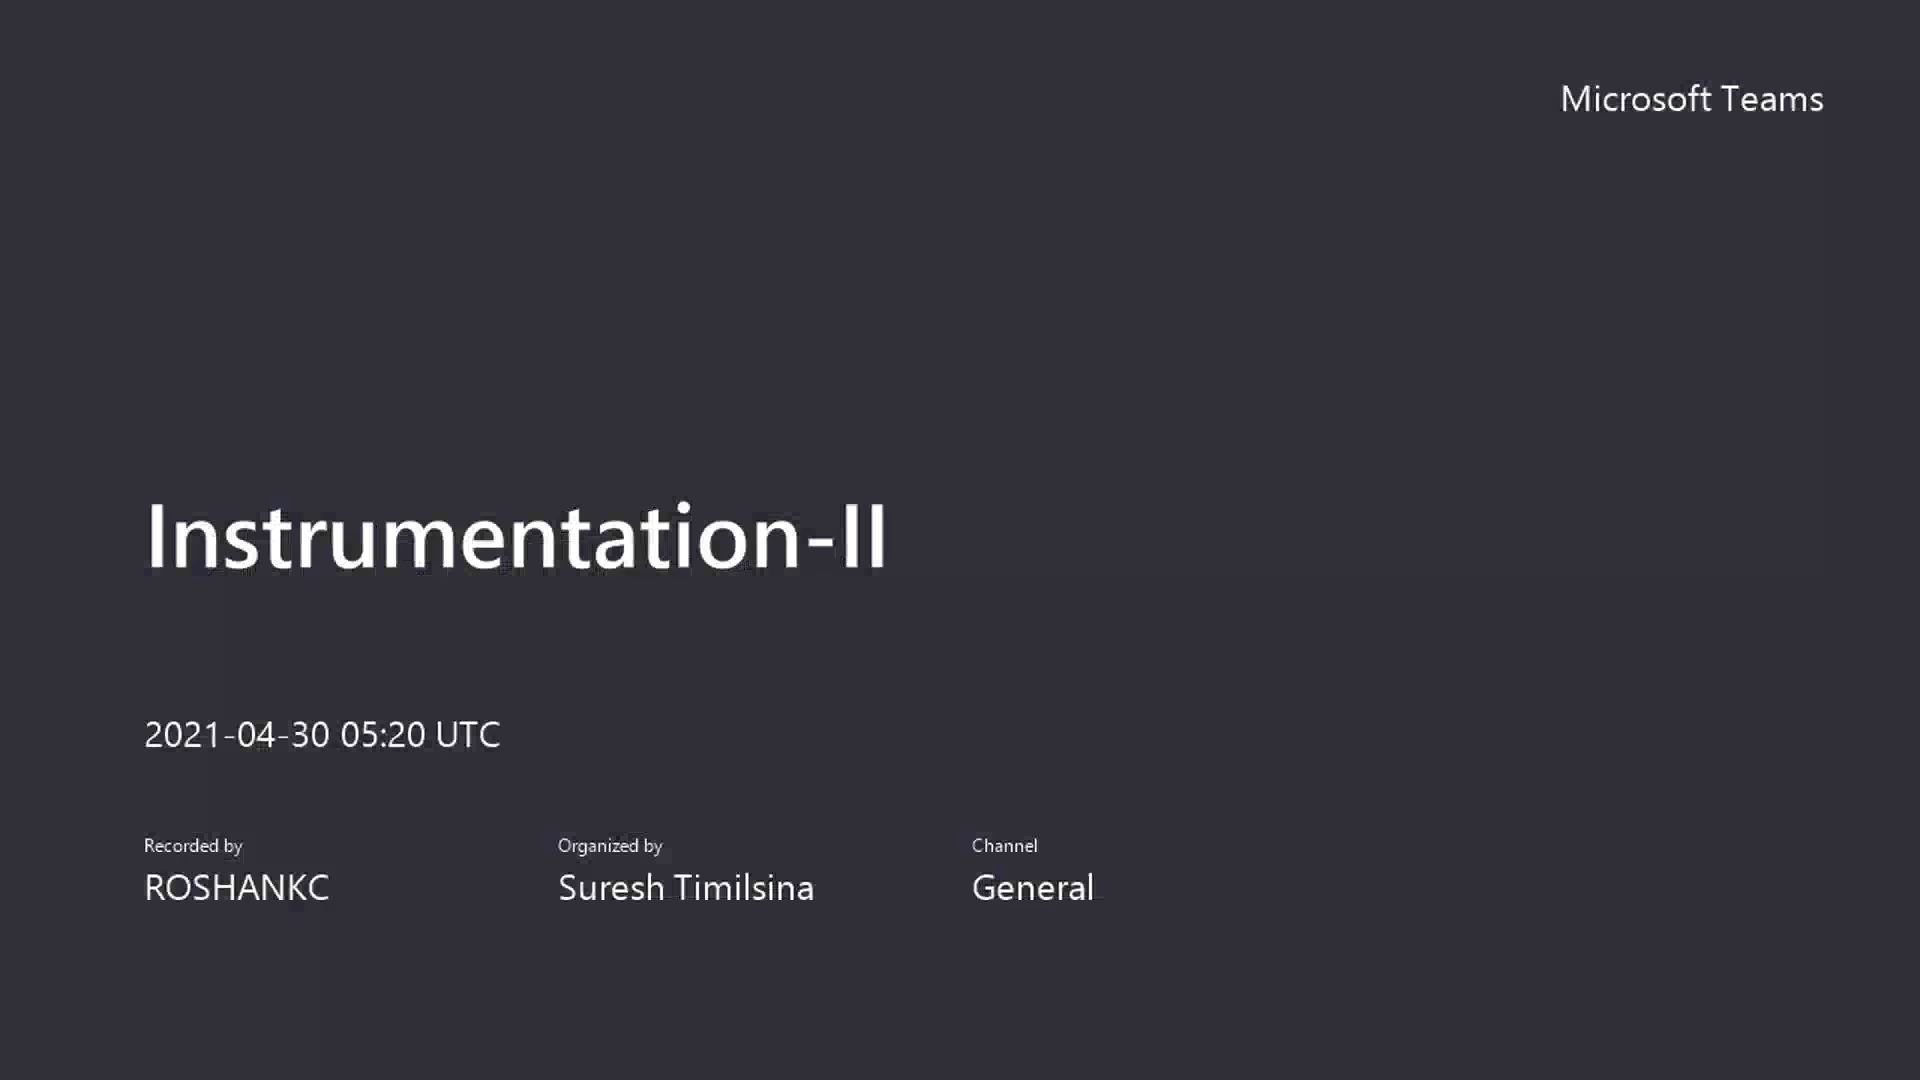 Microsoft Teams
Instrumentation-II
2021-04-30 05:20 UTC
Recorded by
ROSHANKC
Organized by
Suresh Timilsina
Channel
General